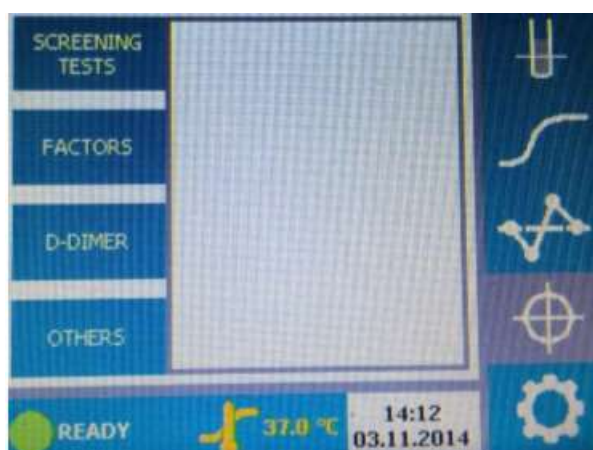 SCREENING
TESTS
FACTORS
D-DIMER
OTHERS
READY
37.0 °C
14:12
03.11.2014